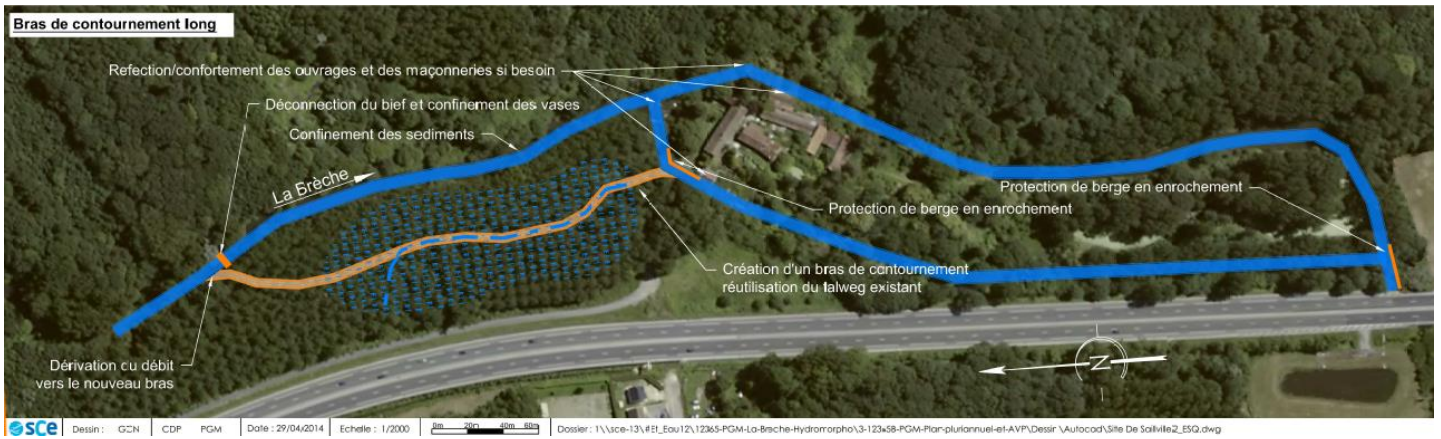 Bras de contournement long
Refection/confortement des ouvrages et des maçonneries si besoin
Déconnection du bief et confinement des vases
Confinement des sediments
La Brèche
Protection de berge en enrochement
Protection de berge en enrochement
Création d'un bras de contournement
réutilisation du talweg existant
Dérivation du débit
vers le nouveau bras
N
sce Dessin : GZN CDP PGM Date : 29/04/2014 Echelle : 1/2000 0m 20m 40m 60m